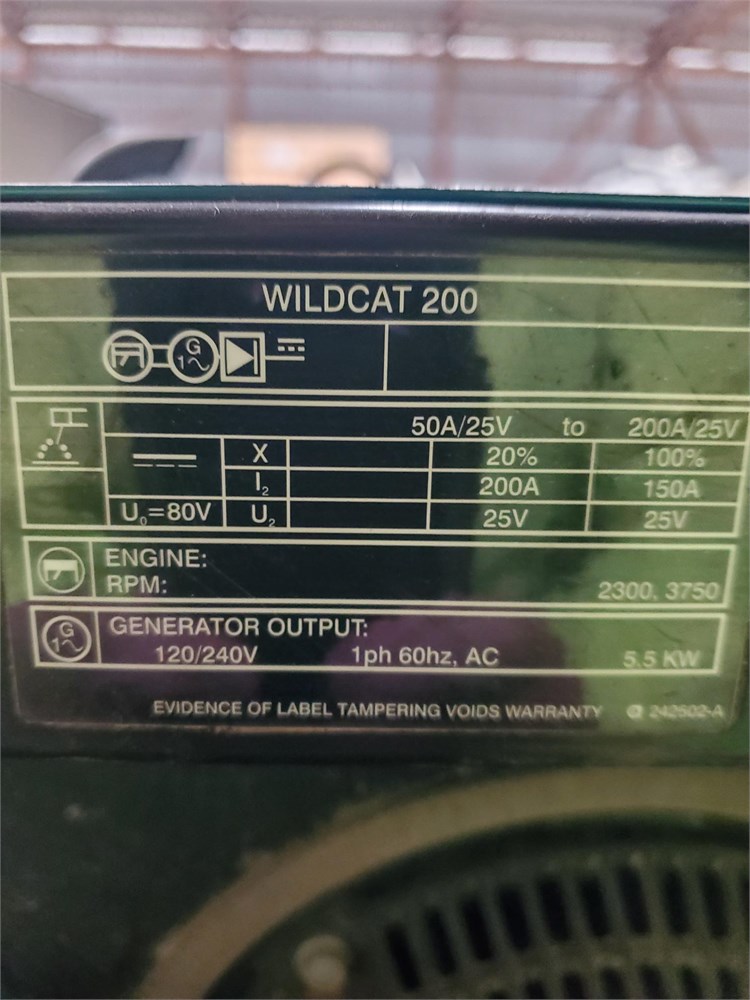 WILDCAT 200
G
1~
50A/25V to 200A/25V
X 20% 100%
I₂ 200A 150A
U₀=80V U₂ 25V 25V
ENGINE:
RPM: 2300, 3750
G
1~
GENERATOR OUTPUT:
120/240V 1ph 60hz, AC 5.5 KW
EVIDENCE OF LABEL TAMPERING VOIDS WARRANTY 242502-A